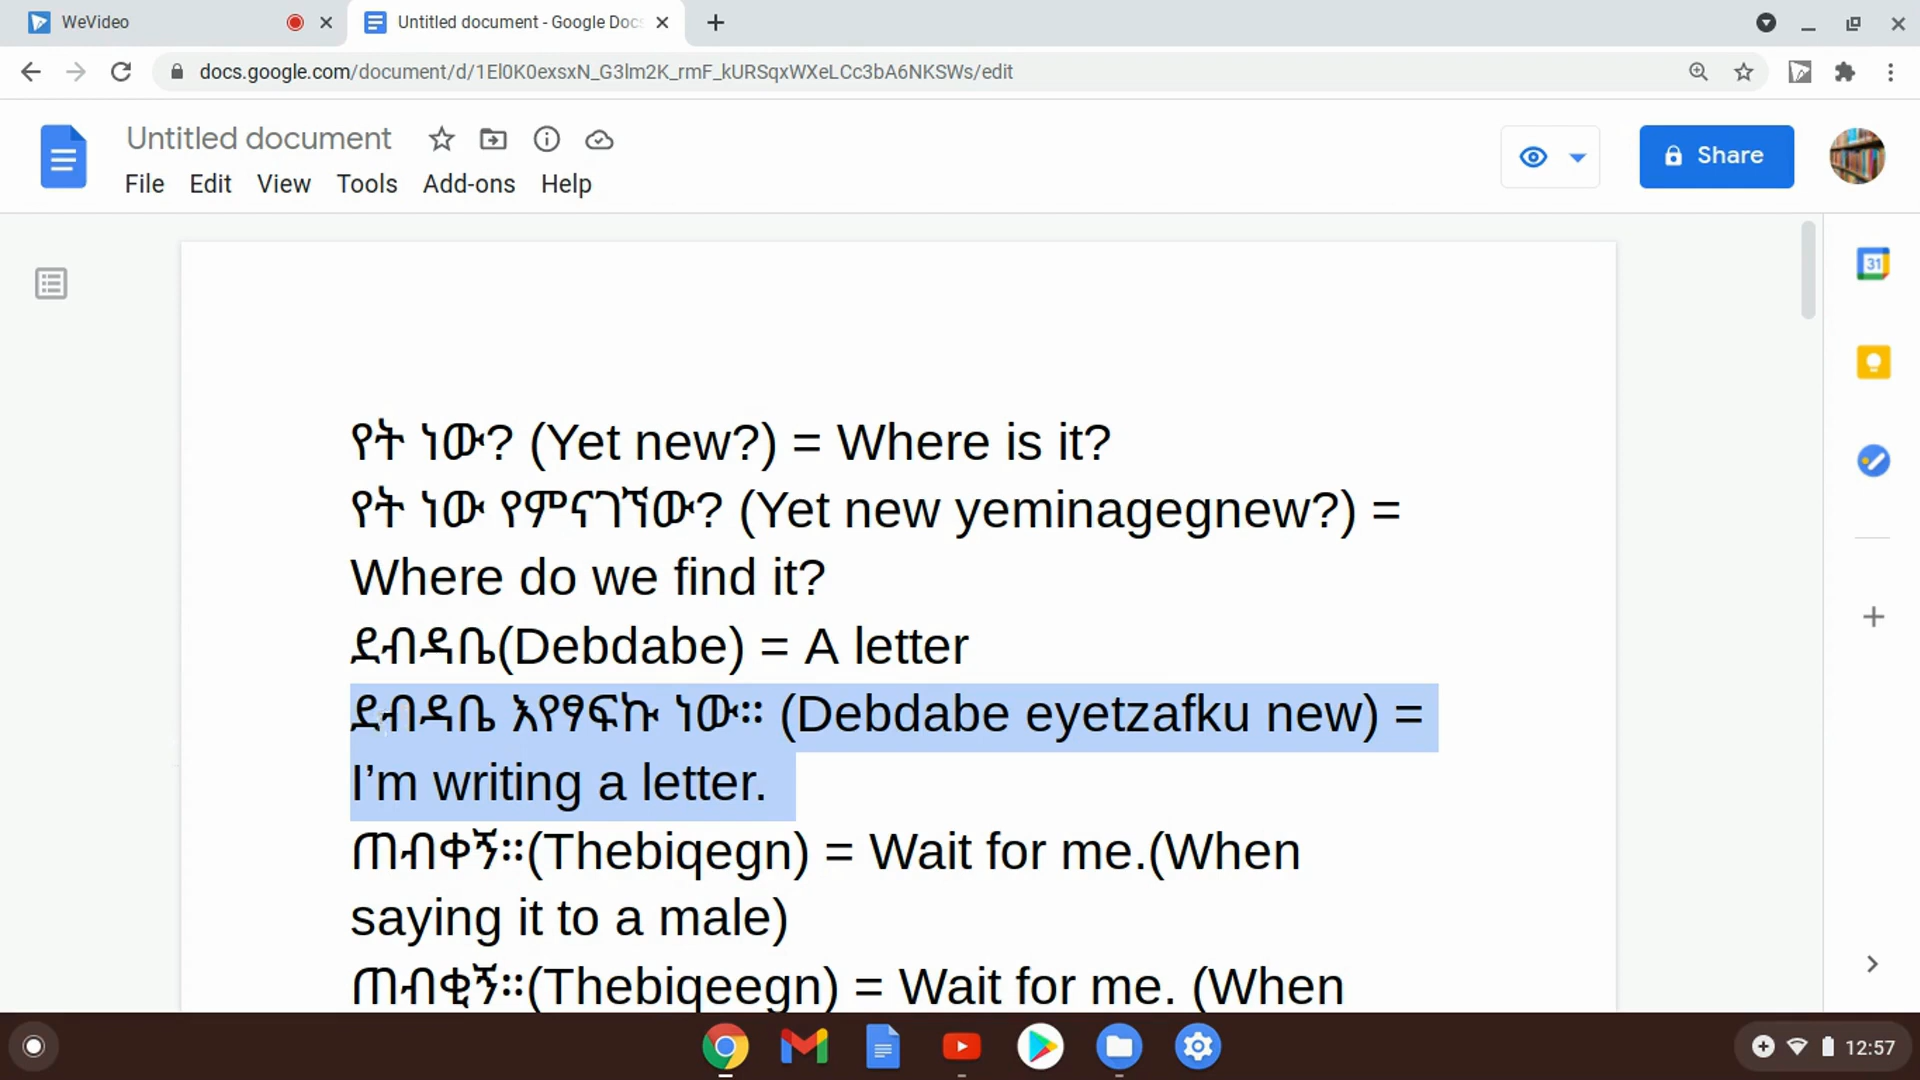 WeVideo
Untitled document - Google Docs
docs.google.com/document/d/1El0K0exsxN_G3lm2K_rmF_kURSqxWXeLCc3bA6NKSWs/edit
Untitled document
File Edit View Tools Add-ons Help
Share
31
የት ነው? (Yet new?) = Where is it?
የት ነው የምናገኘው? (Yet new yeminagegnew?) =
Where do we find it?
ደብዳቤ(Debdabe) = A letter
ደብዳቤ እየፃፍኩ ነው። (Debdabe eyetzafku new) =
I’m writing a letter.
ጠብቀኝ።(Thebiqegn) = Wait for me.(When
saying it to a male)
ጠብቂኝ።(Thebiqeegn) = Wait for me. (When
12:57